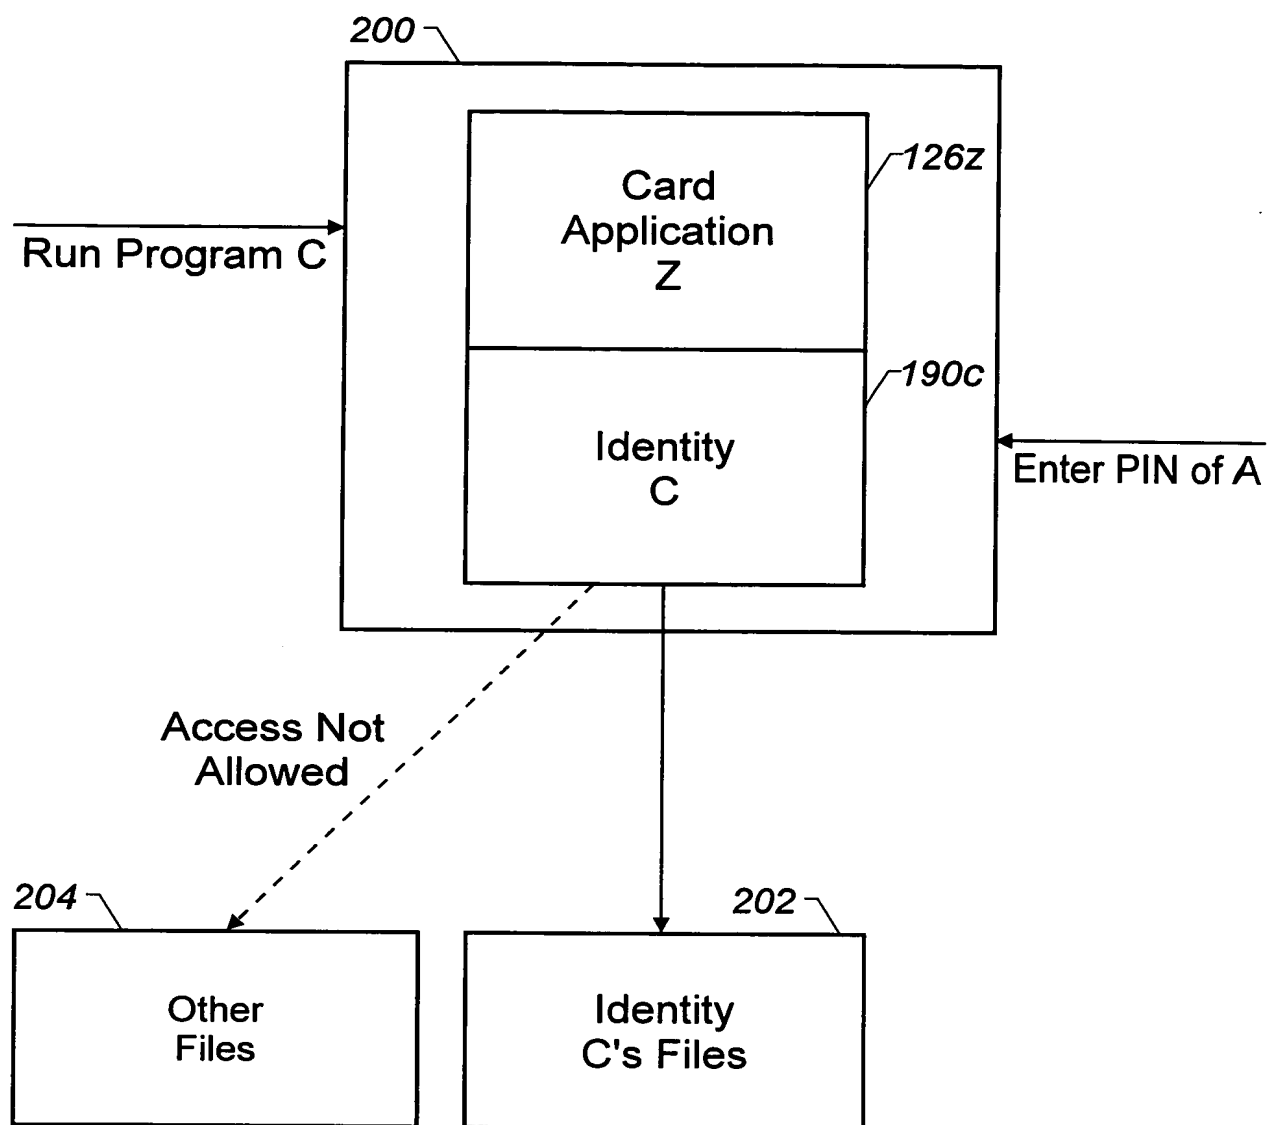 200
126z
Card
Application
Z
Run Program C
190c
Identity
C
Enter PIN of A
Access Not
Allowed
204
202
Other
Files
Identity
C's Files